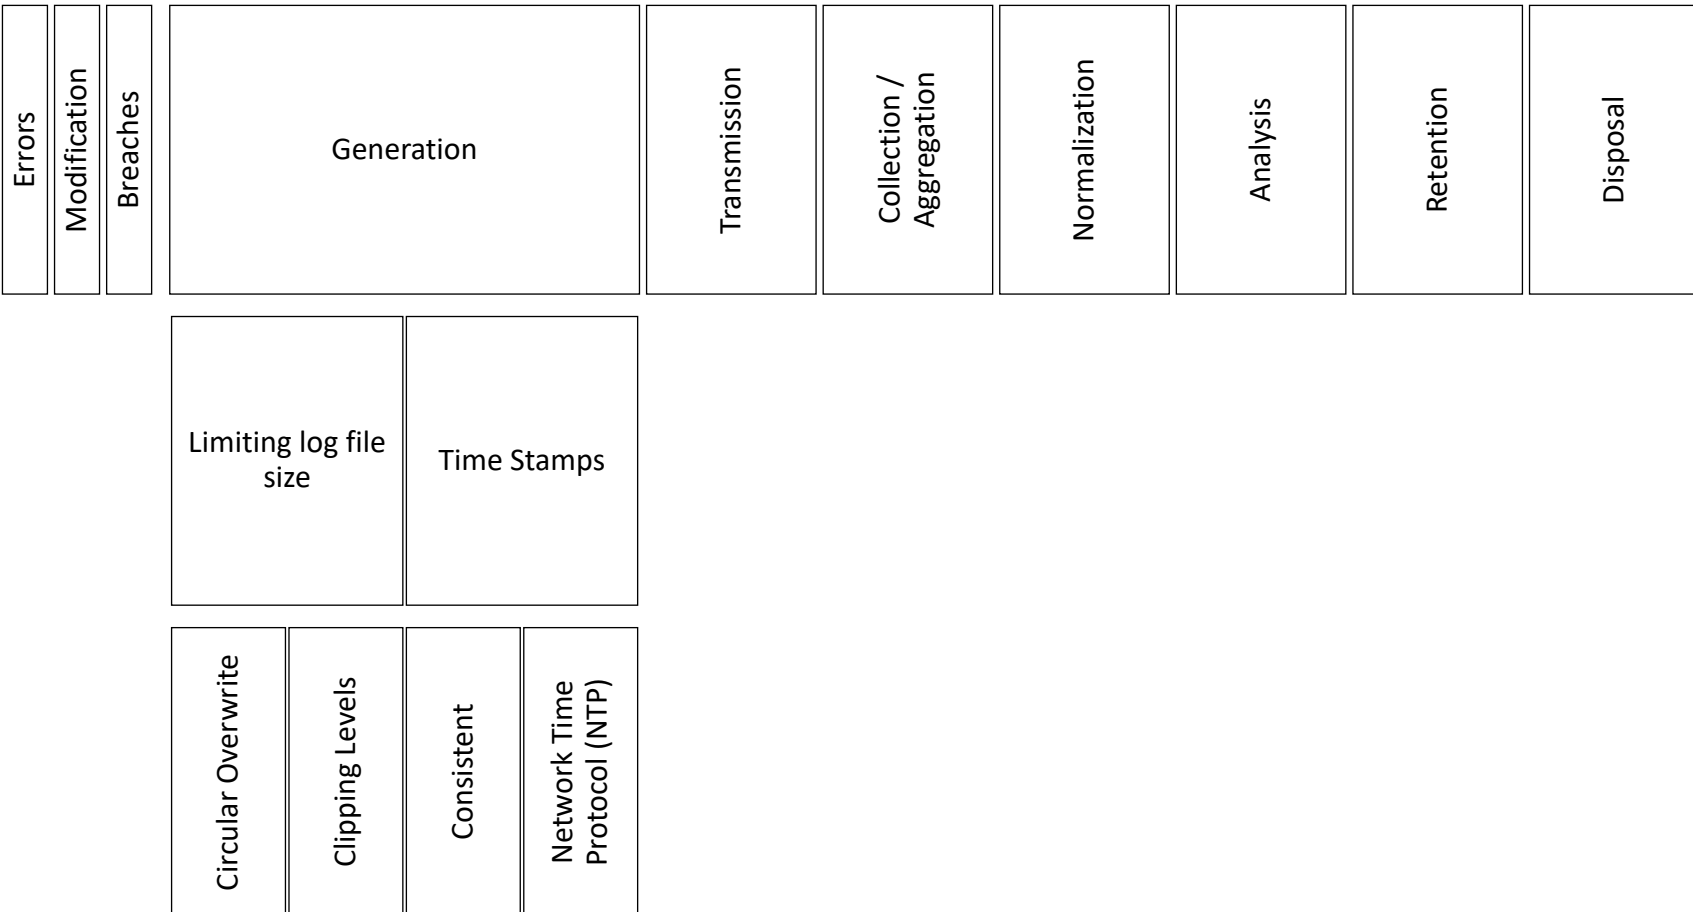 Errors
Modification
Breaches
Generation
Transmission
Collection /
Aggregation
Normalization
Analysis
Retention
Disposal
Limiting log file
size
Time Stamps
Circular Overwrite
Clipping Levels
Consistent
Network Time
Protocol (NTP)